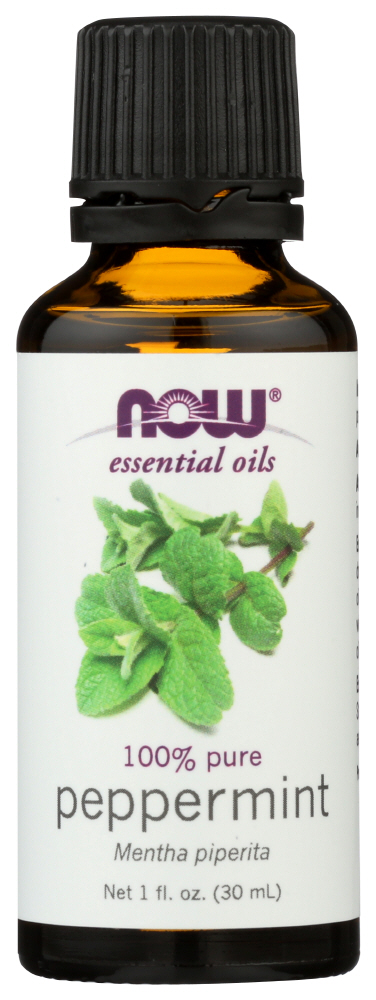 now®
essential oils
100% pure
peppermint
Mentha piperita
Net 1 fl. oz. (30 mL)